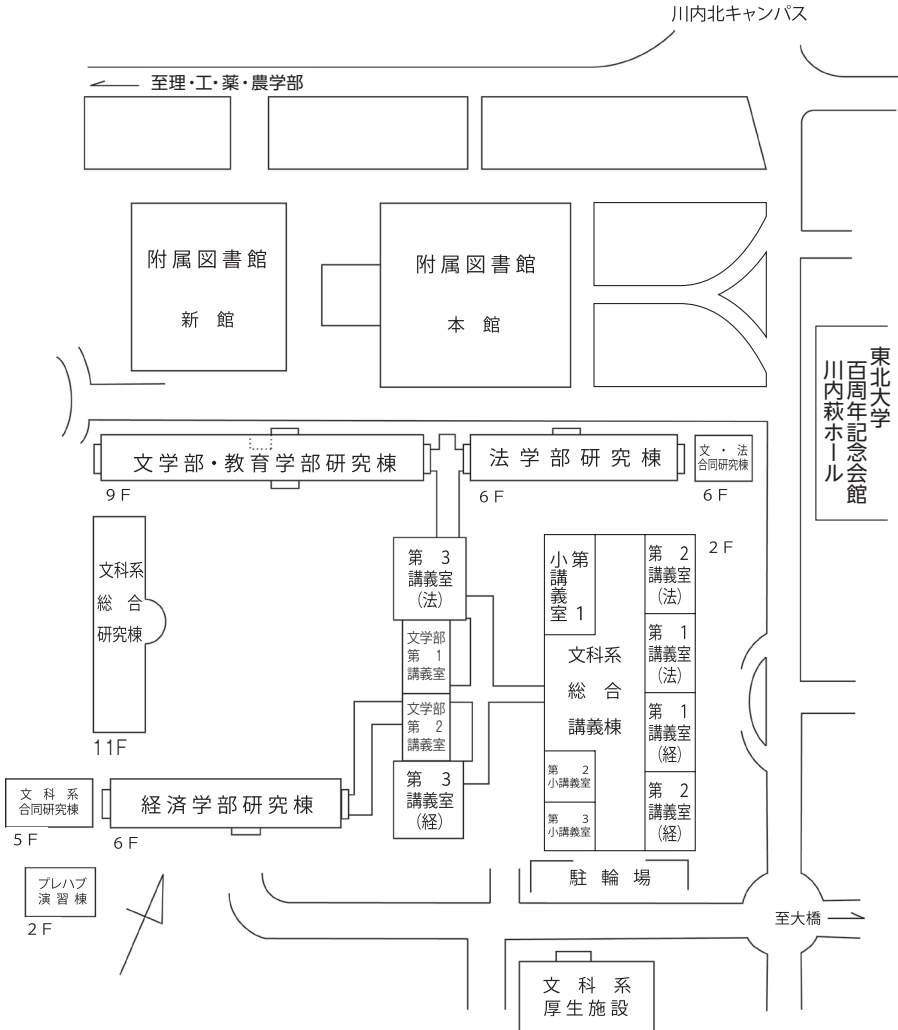 川内北キャンパス
至理・工・薬・農学部
附属図書館
新 館
附属図書館
本 館
東北大学
百周年記念会館
川内萩ホール
文学部・教育学部研究棟
9F
法学部研究棟
6F
文・法
合同研究棟
6F
文科系
総 合
研究棟
11F
第 3
講義室
(法)
文学部
第 1
講義室
文学部
第 2
講義室
第 3
講義室
(経)
第1
小講義室
文科系
総 合
講義棟
第 2
小講義室
第 3
小講義室
2F
第 2
講義室
(法)
第 1
講義室
(法)
第 1
講義室
(経)
第 2
講義室
(経)
文科系
合同研究棟
5F
経済学部研究棟
6F
プレハブ
演習棟
2F
駐輪場
至大橋
文科系
厚生施設